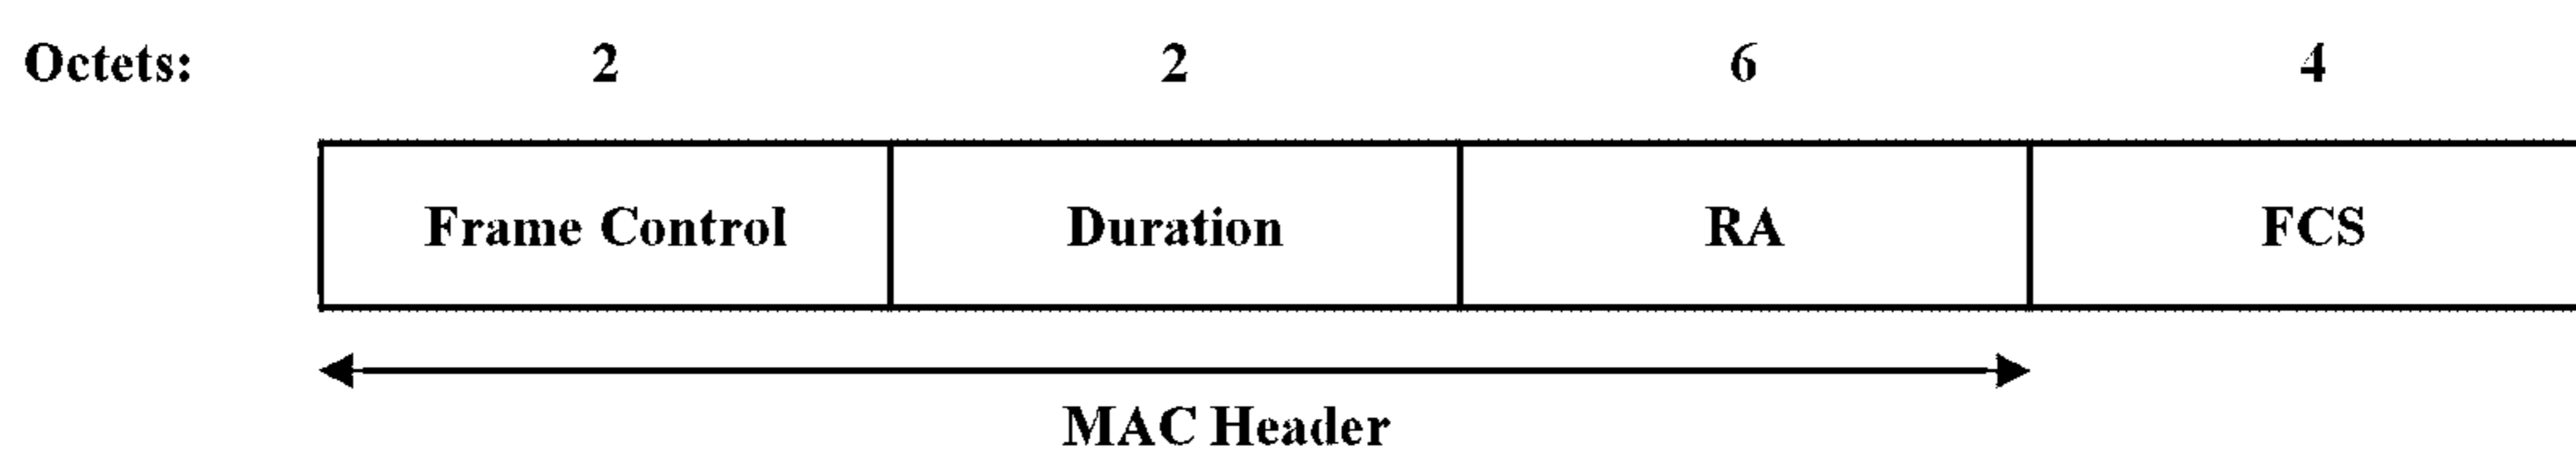 Octets: 2 2 6 4
Frame Control Duration RA FCS
MAC Header